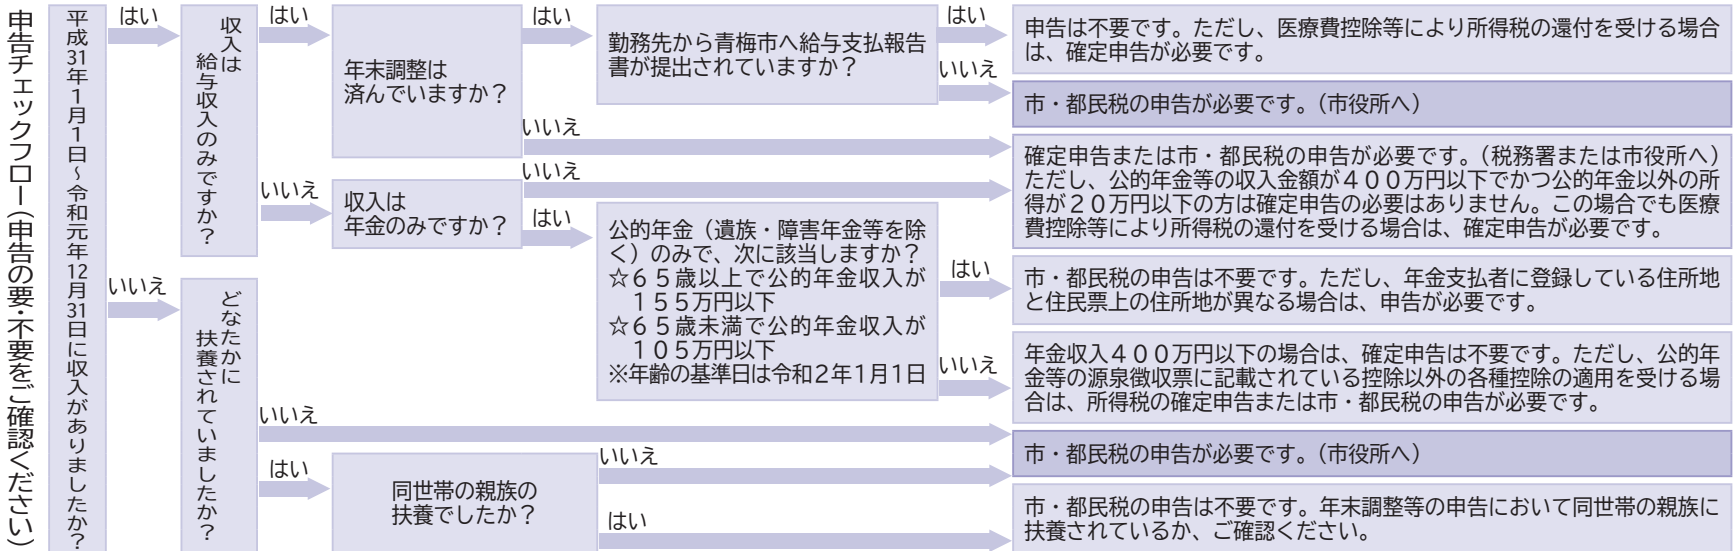 申告チェックフロー（申告の要・不要をご確認ください）
平成31年1月1日～令和元年12月31日に収入がありましたか？
はい
収入は
給与収入のみですか？
はい
年末調整は
済んでいますか？
はい
勤務先から青梅市へ給与支払報告
書が提出されていますか？
はい
申告は不要です。ただし、医療費控除等により所得税の還付を受ける場合
は、確定申告が必要です。
いいえ
市・都民税の申告が必要です。（市役所へ）
いいえ
確定申告または市・都民税の申告が必要です。（税務署または市役所へ）
ただし、公的年金等の収入金額が４００万円以下でかつ公的年金以外の所
得が２０万円以下の方は確定申告の必要はありません。この場合でも医療
費控除等により所得税の還付を受ける場合は、確定申告が必要です。
いいえ
収入は
年金のみですか？
いいえ
はい
公的年金（遺族・障害年金等を除
く）のみで、次に該当しますか？
☆６５歳以上で公的年金収入が
１５５万円以下
☆６５歳未満で公的年金収入が
１０５万円以下
※年齢の基準日は令和２年１月１日
はい
市・都民税の申告は不要です。ただし、年金支払者に登録している住所地
と住民票上の住所地が異なる場合は、申告が必要です。
いいえ
年金収入４００万円以下の場合は、確定申告は不要です。ただし、公的年
金等の源泉徴収票に記載されている控除以外の各種控除の適用を受ける場
合は、所得税の確定申告または市・都民税の申告が必要です。
いいえ
どなたかに
扶養されていましたか？
いいえ
市・都民税の申告が必要です。（市役所へ）
はい
同世帯の親族の
扶養でしたか？
いいえ
はい
市・都民税の申告は不要です。年末調整等の申告において同世帯の親族に
扶養されているか、ご確認ください。